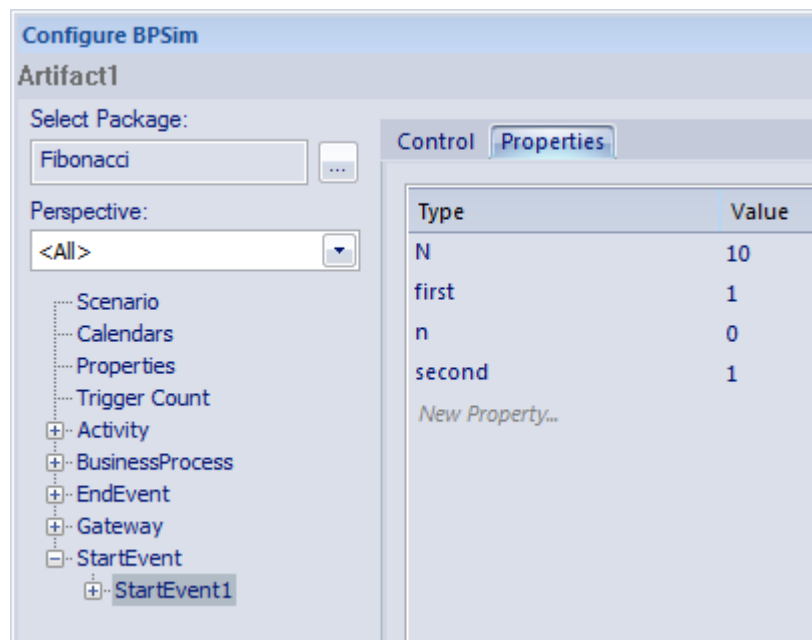 Configure BPSim
Artifact1
Select Package:
Fibonacci
...
Perspective:
<All>
Scenario
Calendars
Properties
Trigger Count
Activity
BusinessProcess
EndEvent
Gateway
StartEvent
StartEvent1
Control Properties
Type Value
N 10
first 1
n 0
second 1
New Property...